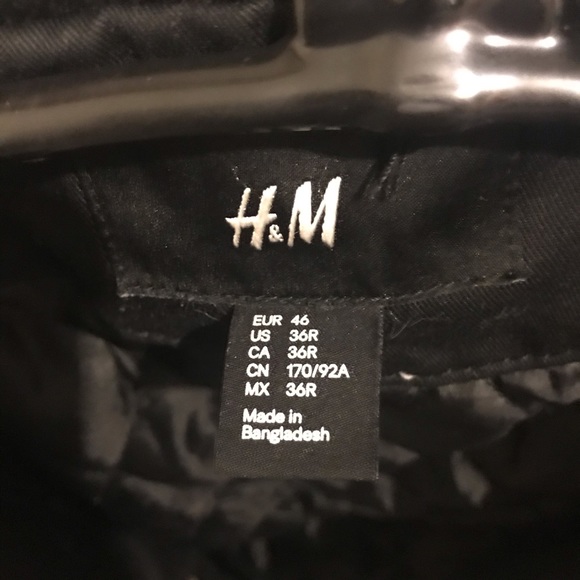 H&M
EUR 46
US 36R
CA 36R
CN 170/92A
MX 36R
Made in
Bangladesh